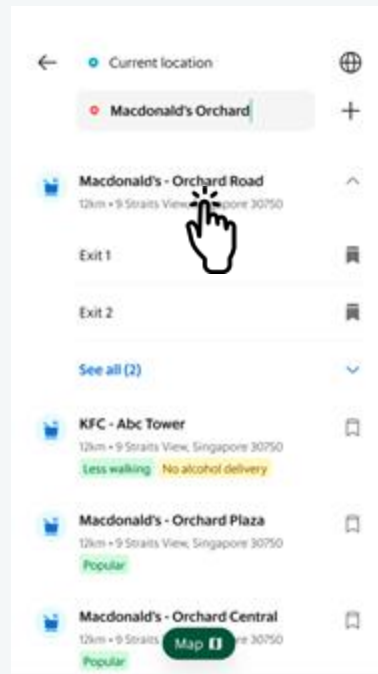 Current location
Macdonald's Orchard
Macdonald's - Orchard Road
12km • 9 Straits View, Singapore 30750
Exit 1
Exit 2
See all (2)
KFC - Abc Tower
12km • 9 Straits View, Singapore 30750
Less walking No alcohol delivery
Macdonald's - Orchard Plaza
12km • 9 Straits View, Singapore 30750
Popular
Macdonald's - Orchard Central
12km • 9 Straits 30750
Map
Popular